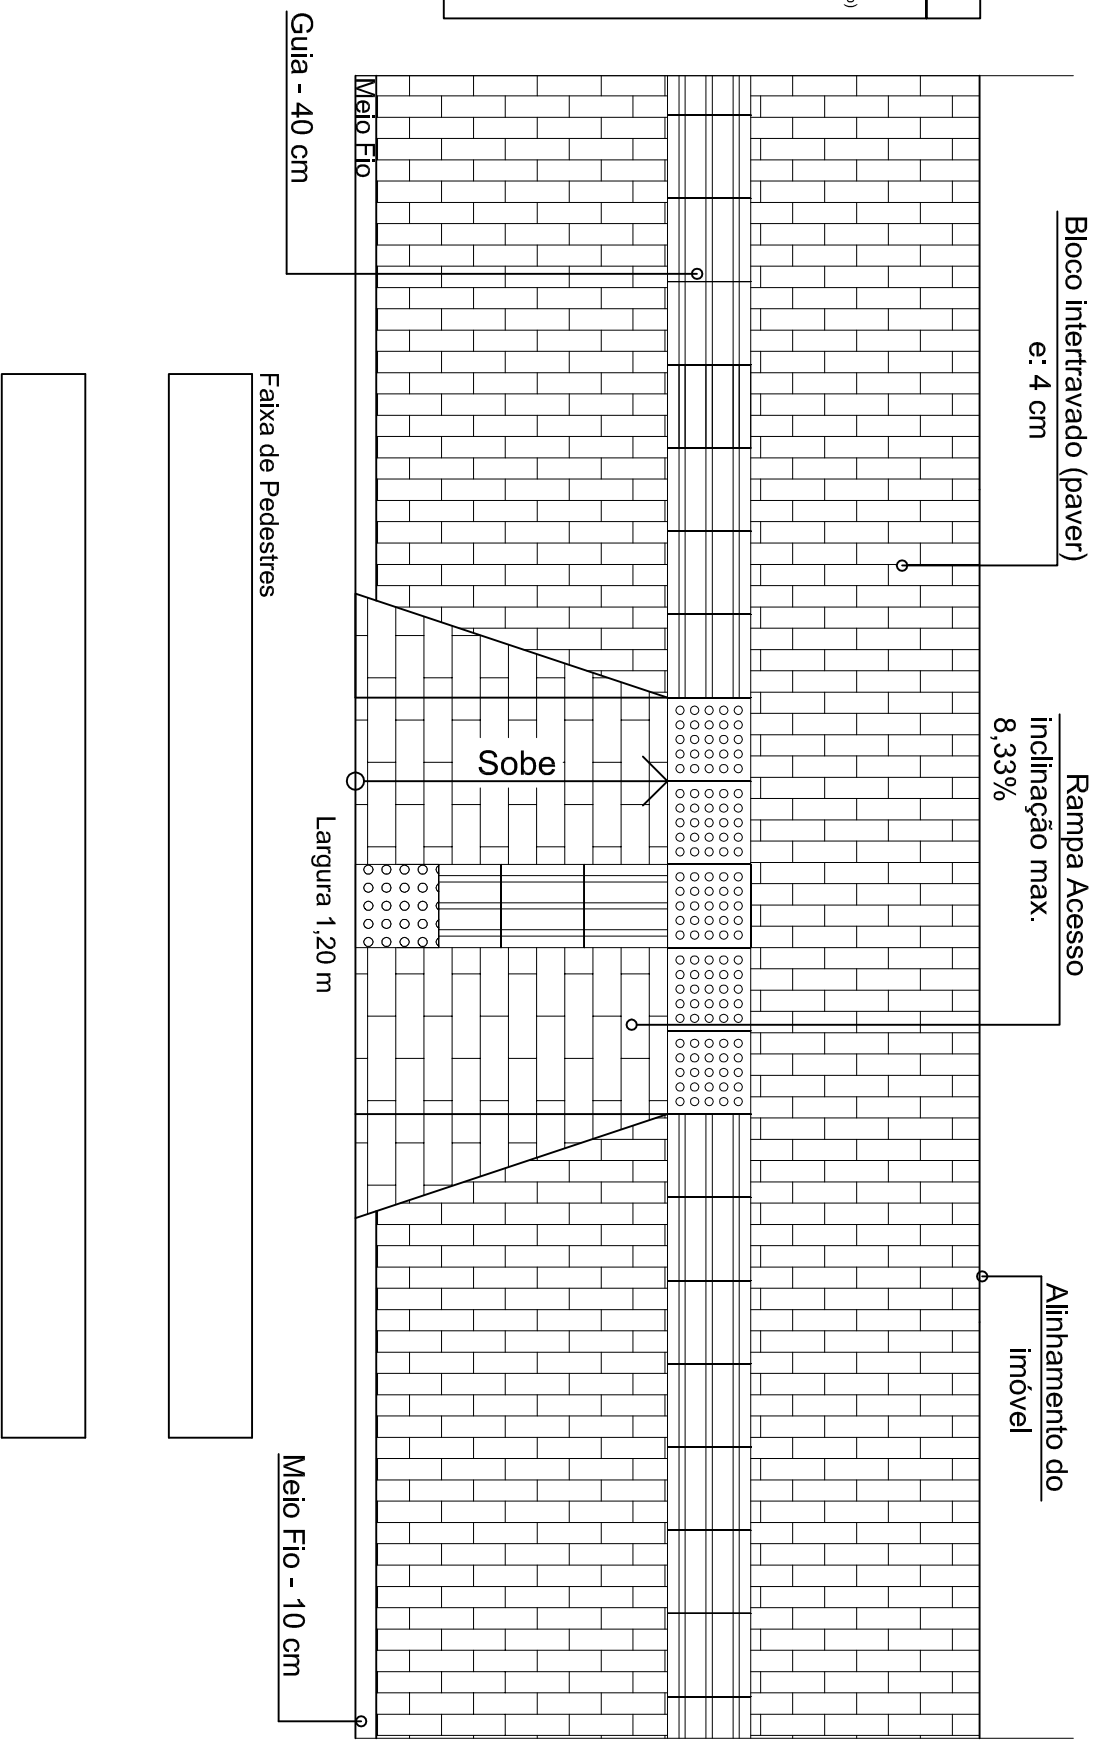 Bloco intertravado (paver)
e: 4 cm
Rampa Acesso
inclinação max.
8,33%
Alinhamento do
imóvel
Meio Fio
Guia - 40 cm
Sobe
Largura 1,20 m
Faixa de Pedestres
Meio Fio - 10 cm